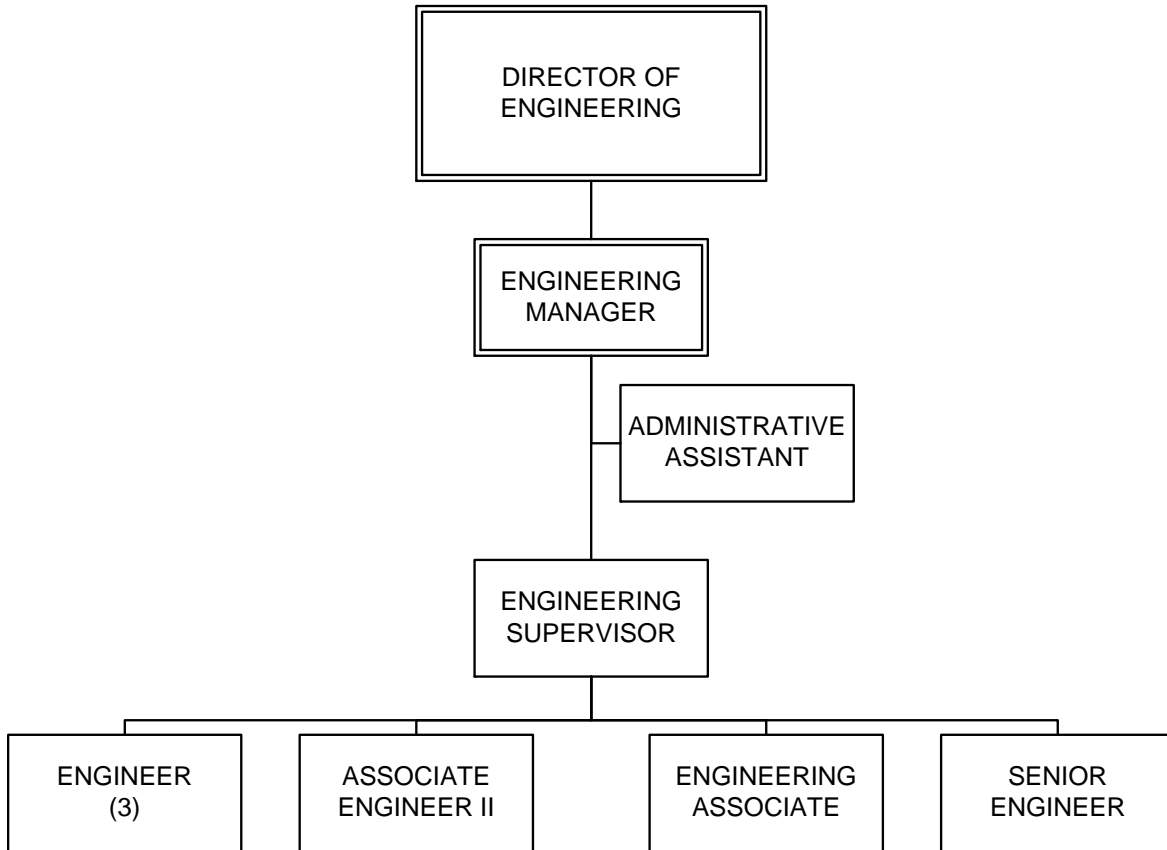 DIRECTOR OF
ENGINEERING
ENGINEERING
MANAGER
ADMINISTRATIVE
ASSISTANT
ENGINEERING
SUPERVISOR
ENGINEER
(3)
ASSOCIATE
ENGINEER II
ENGINEERING
ASSOCIATE
SENIOR
ENGINEER